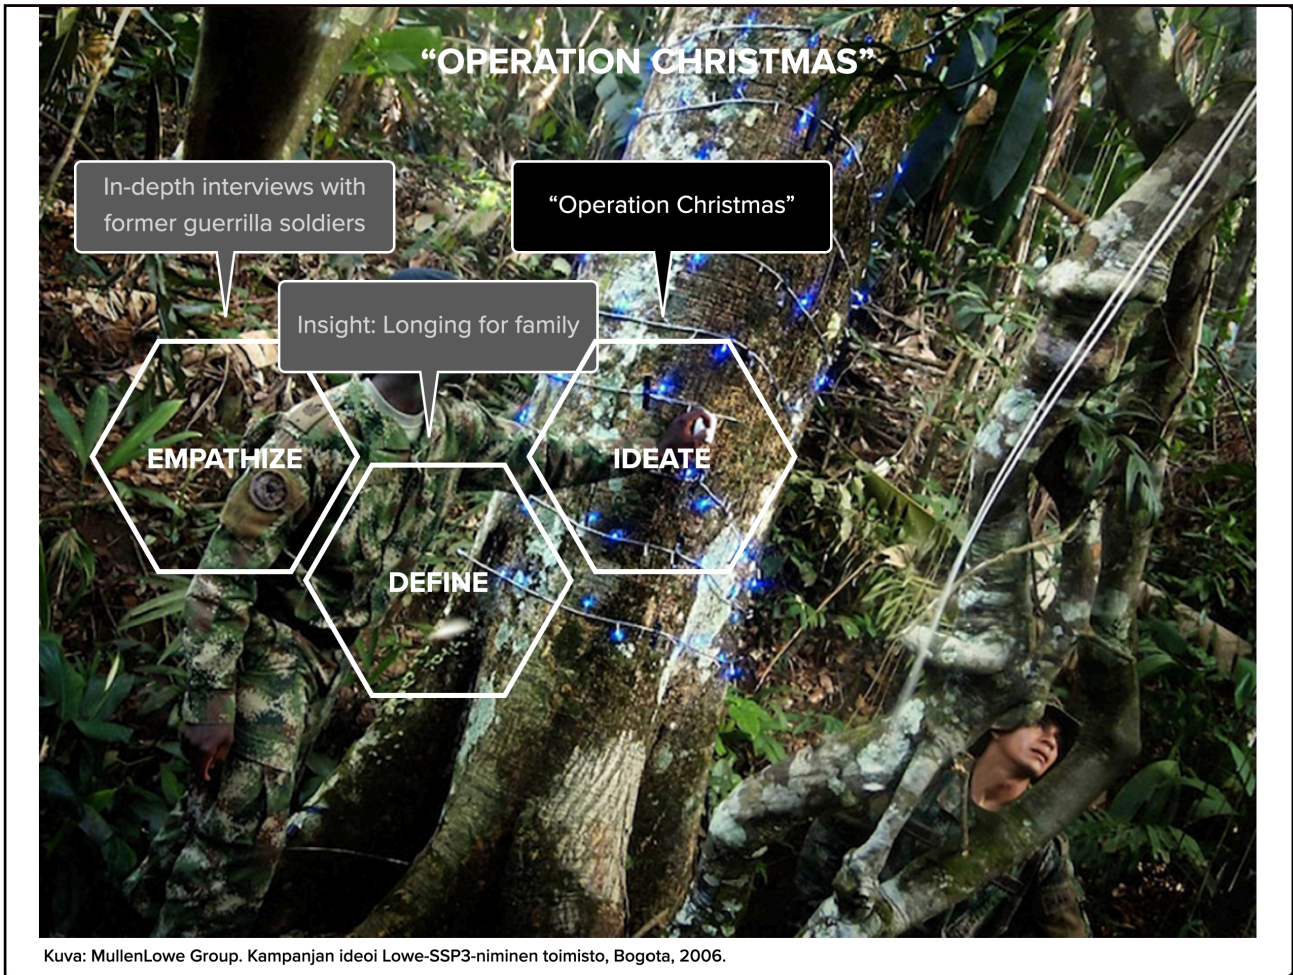 “OPERATION CHRISTMAS”
In-depth interviews with
former guerrilla soldiers
“Operation Christmas”
Insight: Longing for family
EMPATHIZE
IDEATE
DEFINE
Kuva: MullenLowe Group. Kampanjan ideoi Lowe-SSP3-niminen toimisto, Bogota, 2006.